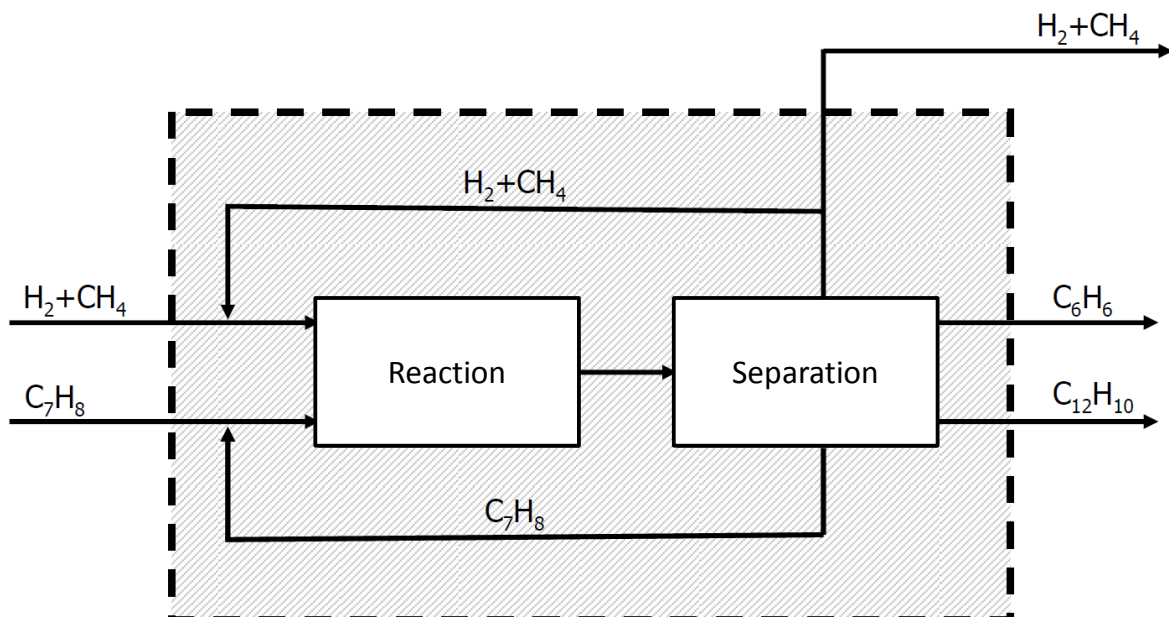 H₂+CH₄
H₂+CH₄
H₂+CH₄
C₇H₈
Reaction
Separation
C₆H₆
C₁₂H₁₀
C₇H₈